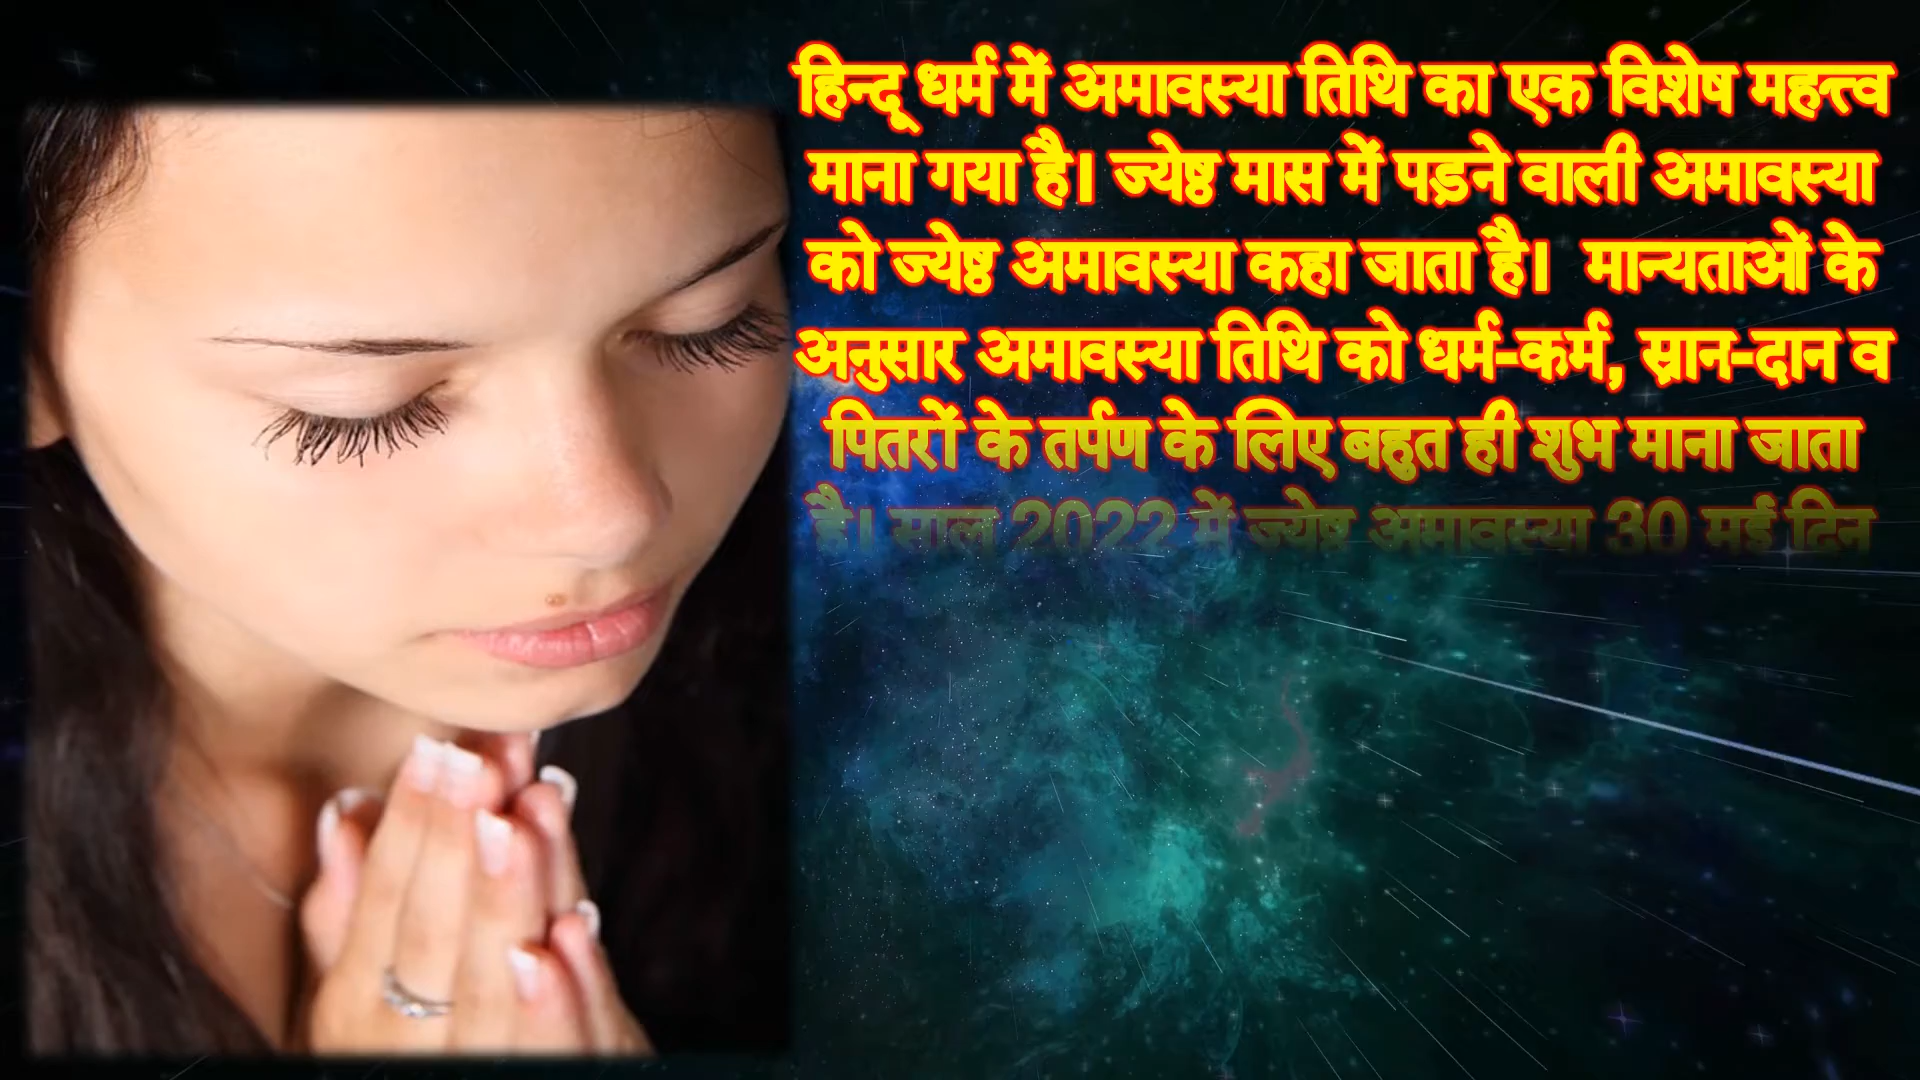 हिन्दू धर्म में अमावस्या तिथि का एक विशेष महत्त्व
माना गया है। ज्येष्ठ मास में पड़ने वाली अमावस्या
को ज्येष्ठ अमावस्या कहा जाता है। मान्यताओं के
अनुसार अमावस्या तिथि को धर्म-कर्म, स्नान-दान व
पितरों के तर्पण के लिए बहुत ही शुभ माना जाता
है। साल 2022 में ज्येष्ठ अमावस्या 30 मई दिन